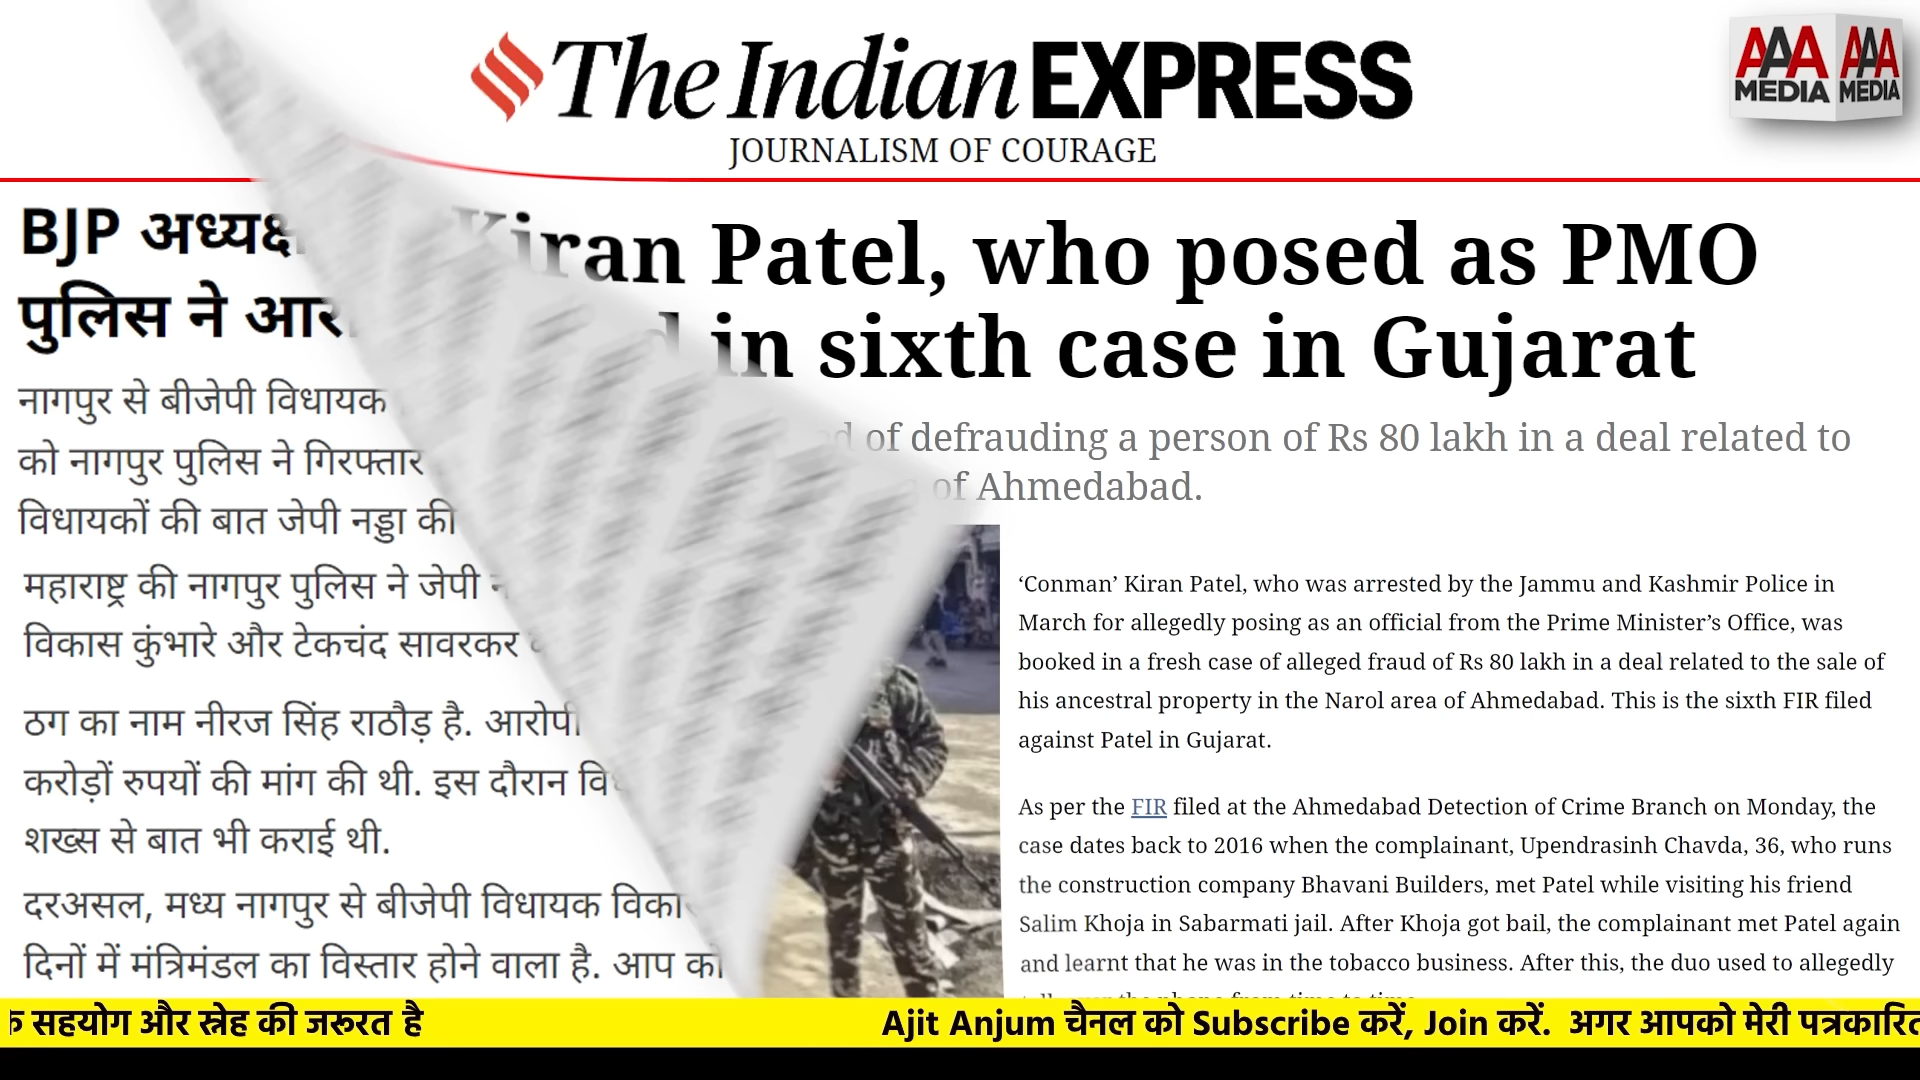 The Indian EXPRESS
JOURNALISM OF COURAGE
AAA MEDIA
AAA MEDIA
BJP अध्यक्ष
पुलिस ने
नागपुर से बीजेपी विधायक
को नागपुर पुलिस ने गिरफ्तार
विधायकों की बात जेपी नड्डा की
महाराष्ट्र की नागपुर पुलिस ने जेपी
विकास कुंभारे और टेकचंद सावरकर
ठग का नाम नीरज सिंह राठौड़ है. आरोपी
करोड़ों रुपयों की मांग की थी. इस दौरान
शख्स से बात भी कराई थी.
दरअसल, मध्य नागपुर से बीजेपी विधायक
दिनों में मंत्रिमंडल का विस्तार होने वाला है. आप को
Kiran Patel, who posed as PMO
in sixth case in Gujarat
of defrauding a person of Rs 80 lakh in a deal related to
of Ahmedabad.
‘Conman’ Kiran Patel, who was arrested by the Jammu and Kashmir Police in
March for allegedly posing as an official from the Prime Minister’s Office, was
booked in a fresh case of alleged fraud of Rs 80 lakh in a deal related to the sale of
his ancestral property in the Narol area of Ahmedabad. This is the sixth FIR filed
against Patel in Gujarat.
As per the FIR filed at the Ahmedabad Detection of Crime Branch on Monday, the
case dates back to 2016 when the complainant, Upendrasinh Chavda, 36, who runs
the construction company Bhavani Builders, met Patel while visiting his friend
Salim Khoja in Sabarmati jail. After Khoja got bail, the complainant met Patel again
and learnt that he was in the tobacco business. After this, the duo used to allegedly
सहयोग और स्नेह की जरूरत है
Ajit Anjum चैनल को Subscribe करें, Join करें. अगर आपको मेरी